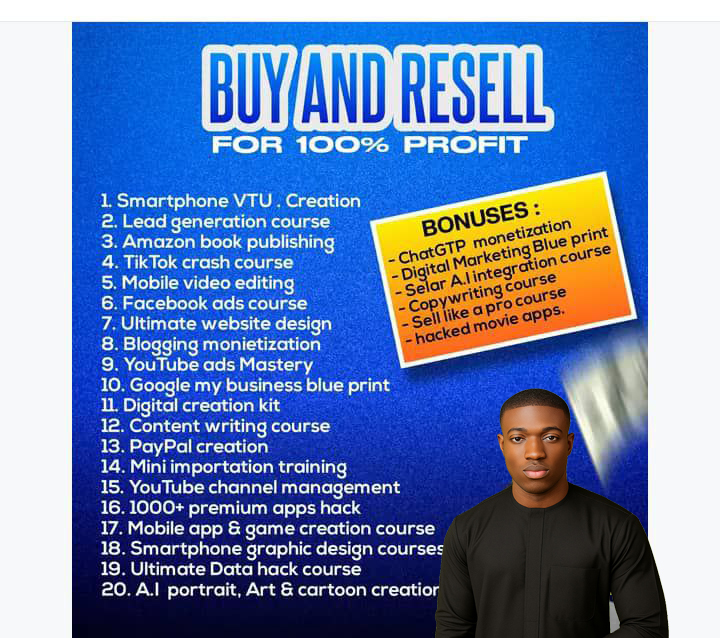 BUY AND RESELL
FOR 100% PROFIT
1. Smartphone VTU . Creation
2. Lead generation course
3. Amazon book publishing
4. TikTok crash course
5. Mobile video editing
6. Facebook ads course
7. Ultimate website design
8. Blogging monietization
9. YouTube ads Mastery
10. Google my business blue print
11. Digital creation kit
12. Content writing course
13. PayPal creation
14. Mini importation training
15. YouTube channel management
16. 1000+ premium apps hack
17. Mobile app & game creation course
18. Smartphone graphic design courses
19. Ultimate Data hack course
20. A.I portrait, Art & cartoon creation
BONUSES :
- ChatGTP monetization
- Digital Marketing Blue print
- Selar A.I integration course
- Copywriting course
- Sell like a pro course
- hacked movie apps.